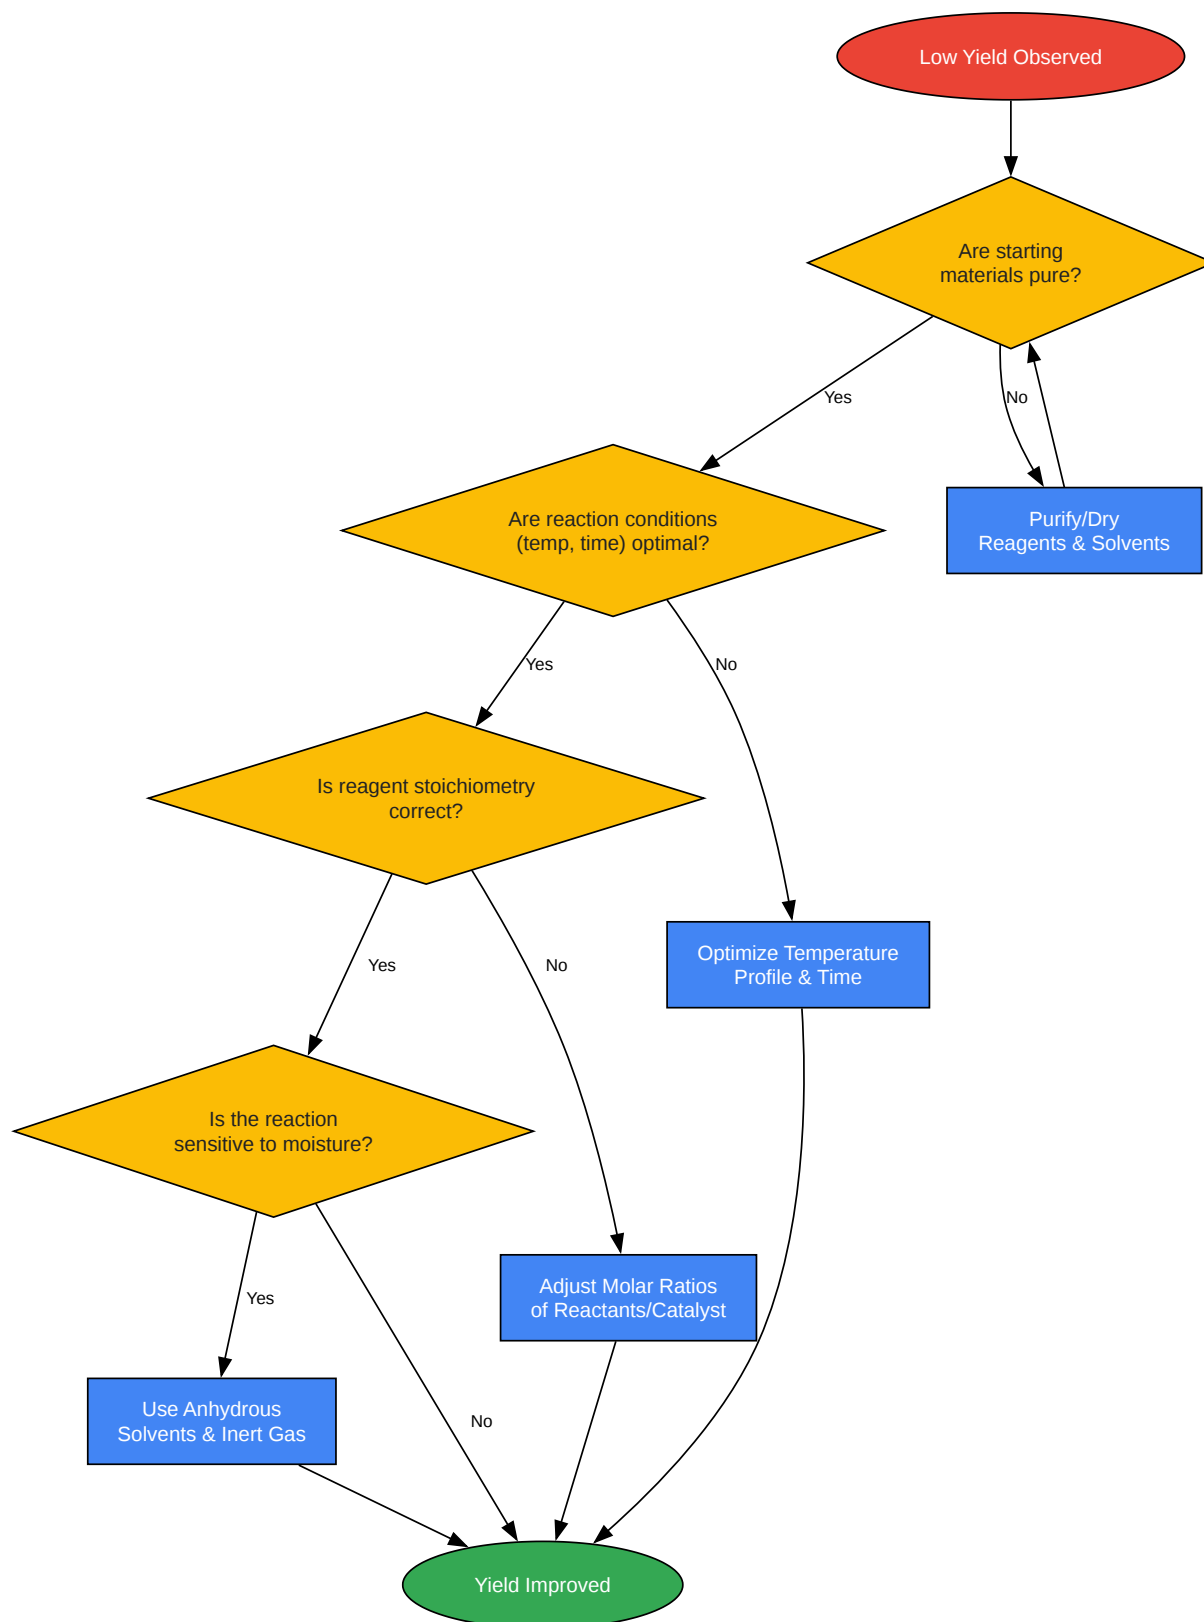 Low Yield Observed
Are starting
materials pure?
Yes
No
Are reaction conditions
(temp, time) optimal?
Purify/Dry
Reagents & Solvents
Yes
No
Is reagent stoichiometry
correct?
Optimize Temperature
Profile & Time
Yes
No
Is the reaction
sensitive to moisture?
Adjust Molar Ratios
of Reactants/Catalyst
Yes
Use Anhydrous
Solvents & Inert Gas
No
Yield Improved